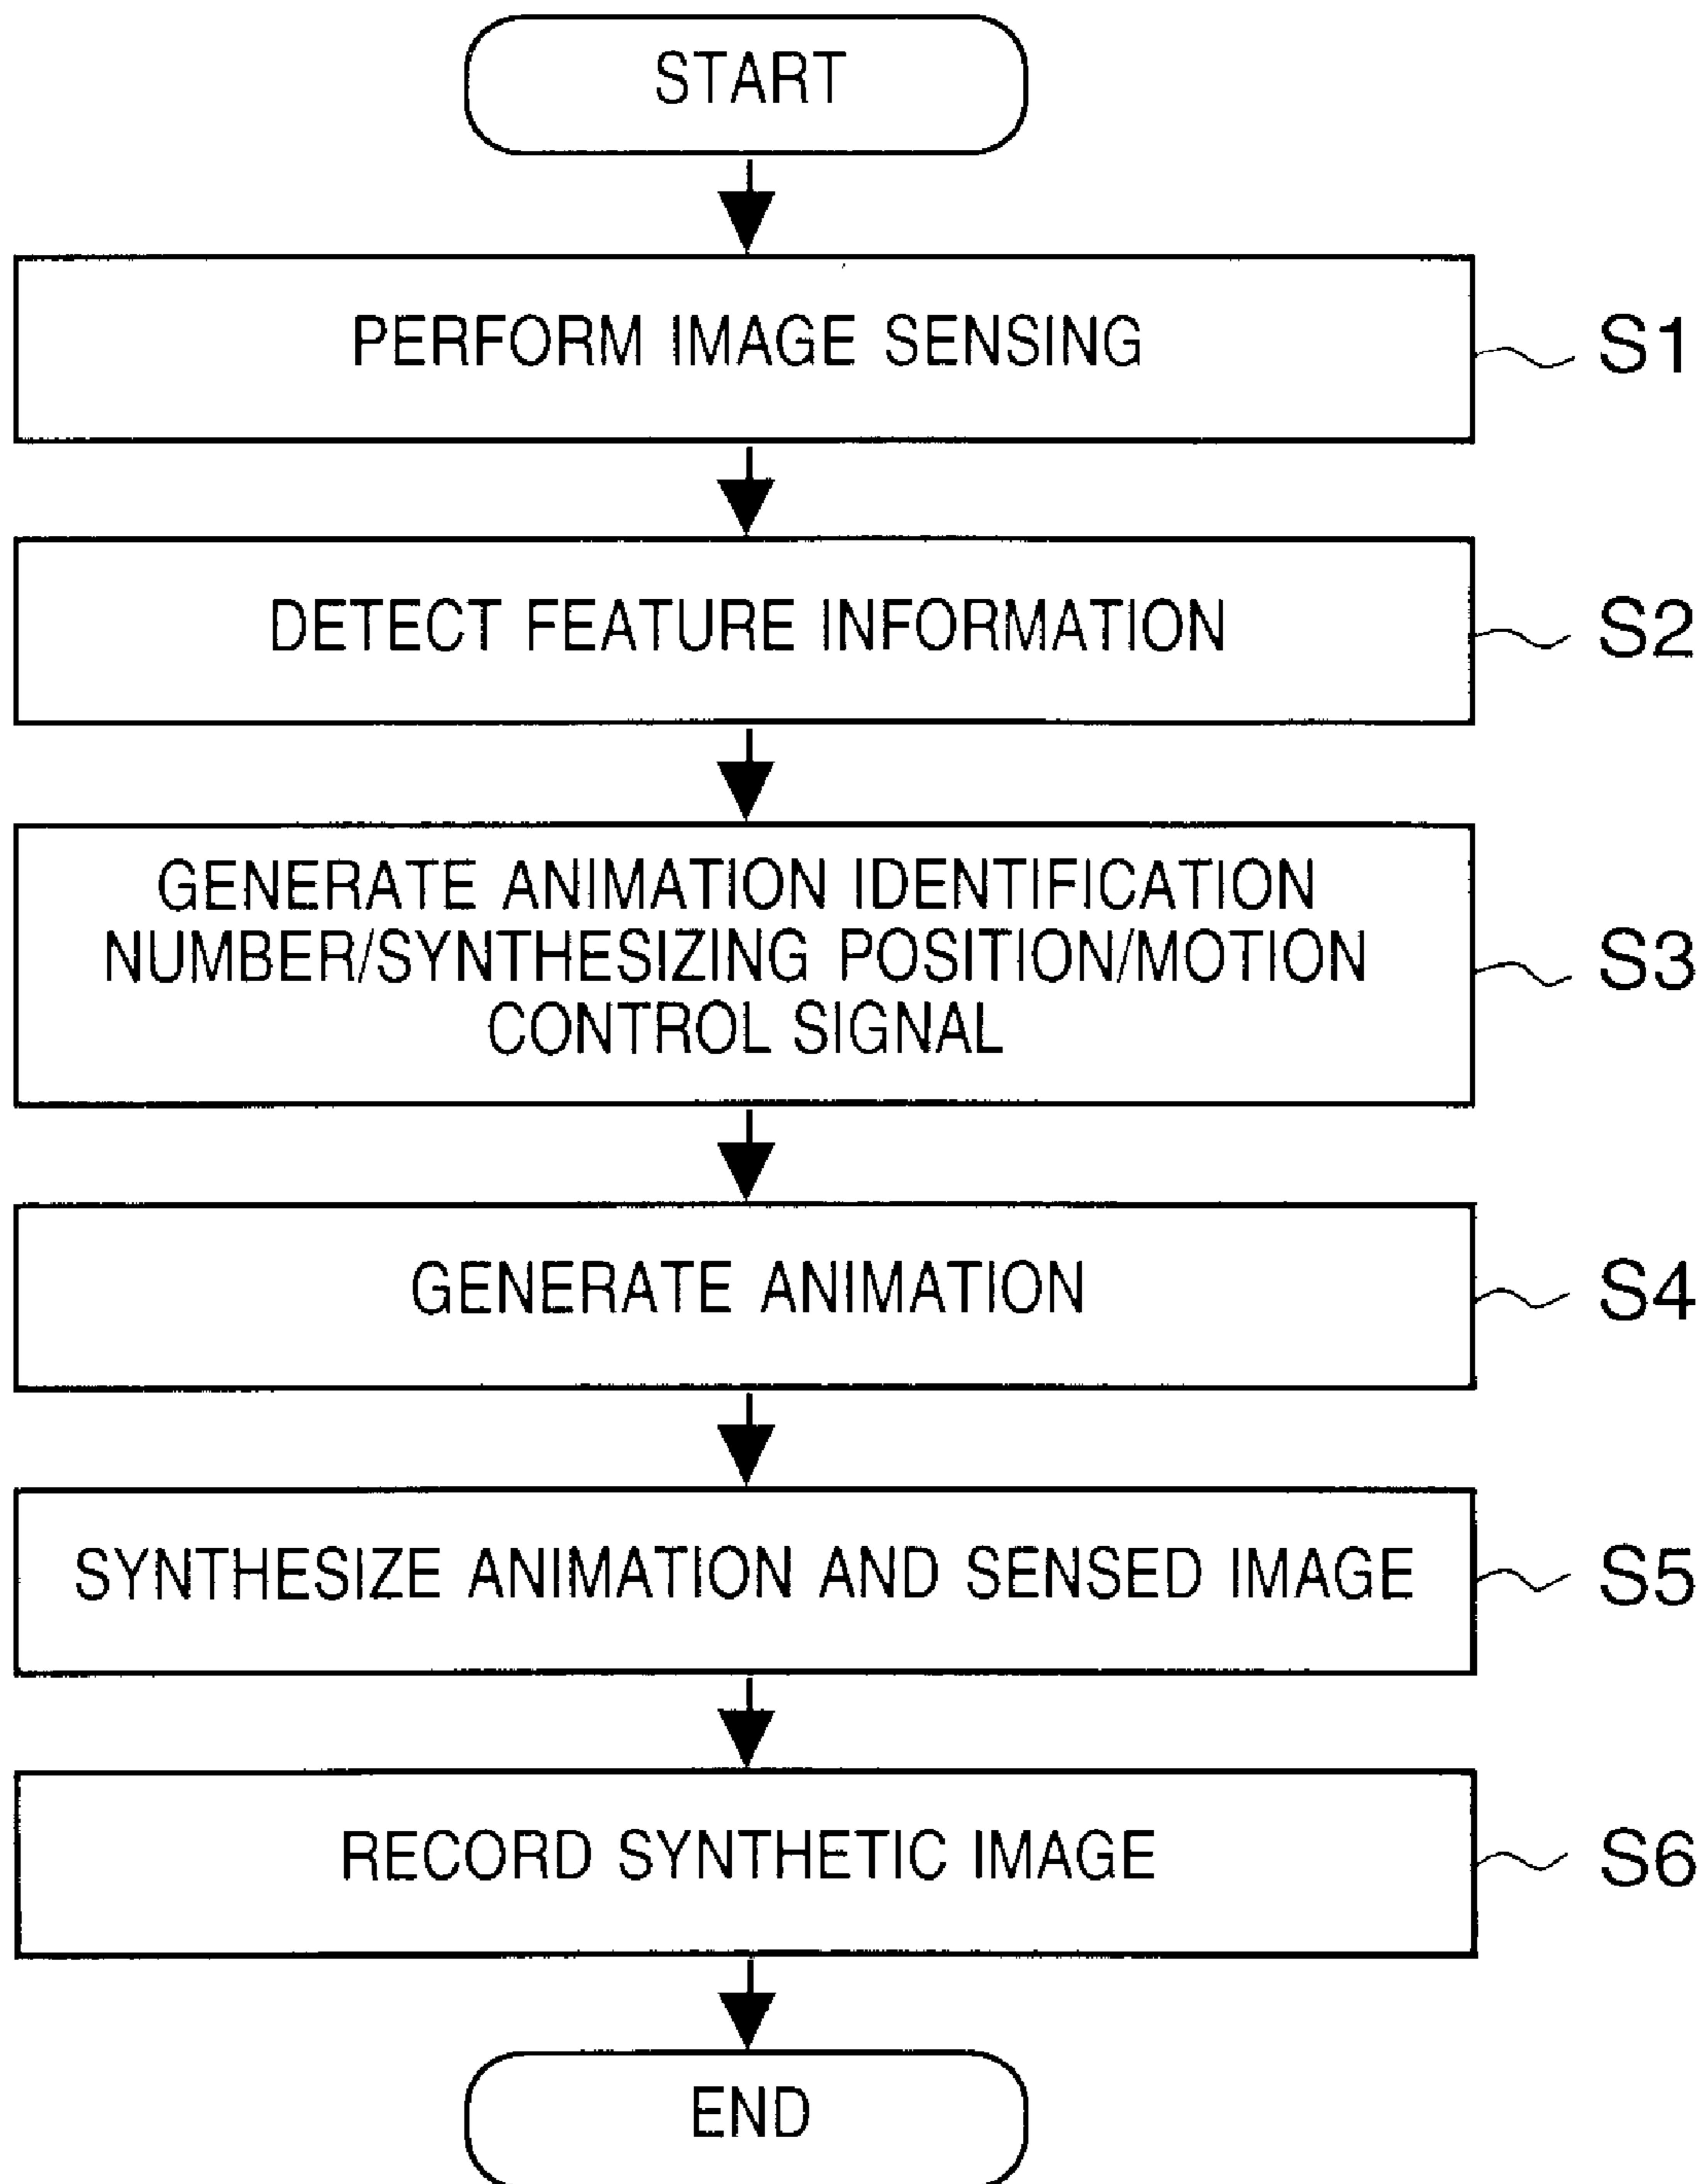 START
PERFORM IMAGE SENSING
S1
DETECT FEATURE INFORMATION
S2
GENERATE ANIMATION IDENTIFICATION
NUMBER/SYNTHESIZING POSITION/MOTION
CONTROL SIGNAL
S3
GENERATE ANIMATION
S4
SYNTHESIZE ANIMATION AND SENSED IMAGE
S5
RECORD SYNTHETIC IMAGE
S6
END